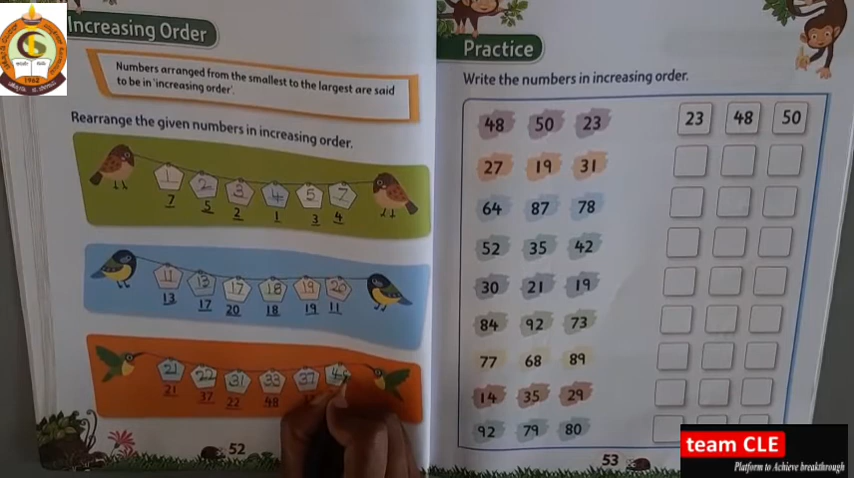 Increasing Order
Numbers arranged from the smallest to the largest are said
to be in 'increasing order'.
Rearrange the given numbers in increasing order.
1 2 3 4 5 7
7 5 2 1 3 4
11 13 17 18 19 20
13 17 20 18 19 11
21 22 31 33 37
21 37 22 48
52
Practice
Write the numbers in increasing order.
48 50 23 23 48 50
27 19 31
64 87 78
52 35 42
30 21 19
84 92 73
77 68 89
14 35 29
92 79 80
53
1962
team CLE
Platform to Achieve breakthrough